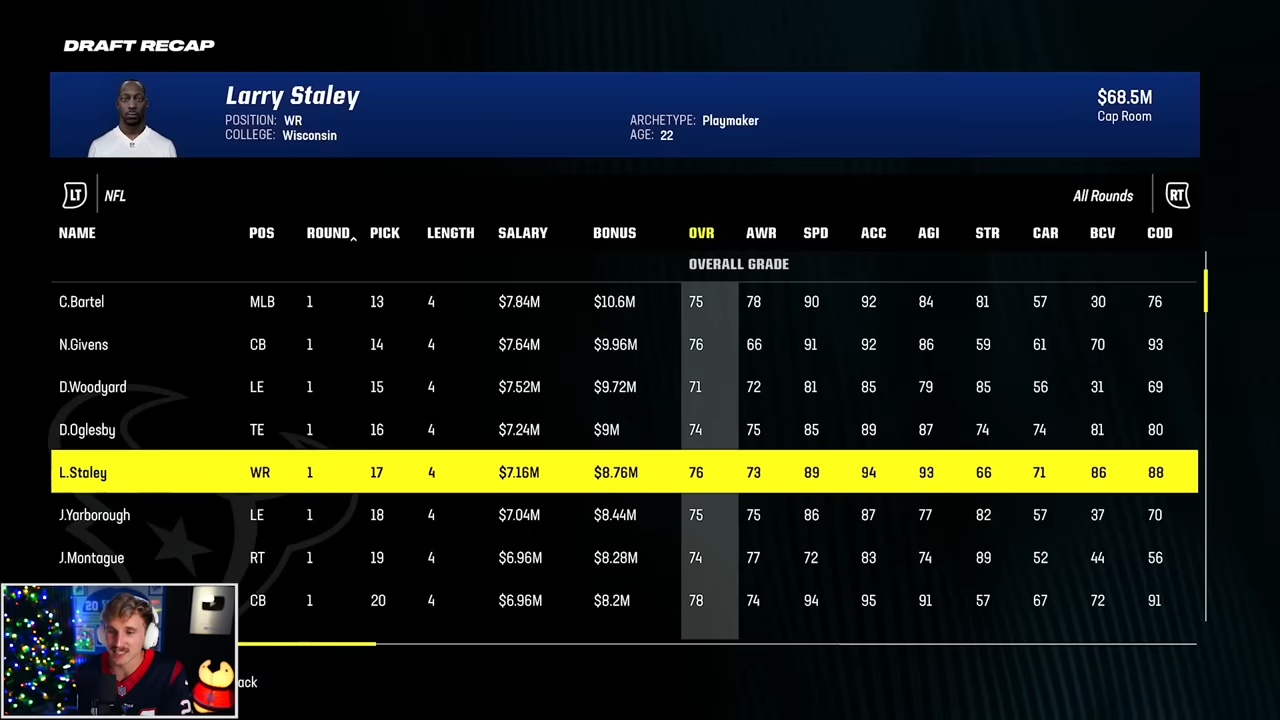 DRAFT RECAP
Larry Staley
POSITION: WR
COLLEGE: Wisconsin
ARCHETYPE: Playmaker
AGE: 22
$68.5M
Cap Room
LT NFL All Rounds RT
NAME POS ROUND PICK LENGTH SALARY BONUS OVR AWR SPD ACC AGI STR CAR BCV COD
OVERALL GRADE
C.Bartel MLB 1 13 4 $7.84M $10.6M 75 78 90 92 84 81 57 30 76
N.Givens CB 1 14 4 $7.64M $9.96M 76 66 91 92 86 59 61 70 93
D.Woodyard LE 1 15 4 $7.52M $9.72M 71 72 81 85 79 85 56 31 69
D.Oglesby TE 1 16 4 $7.24M $9M 74 75 85 89 87 74 74 81 80
L.Staley WR 1 17 4 $7.16M $8.76M 76 73 89 94 93 66 71 86 88
J.Yarborough LE 1 18 4 $7.04M $8.44M 75 75 86 87 77 82 57 37 70
J.Montague RT 1 19 4 $6.96M $8.28M 74 77 72 83 74 89 52 44 56
CB 1 20 4 $6.96M $8.2M 78 74 94 95 91 57 67 72 91
ack